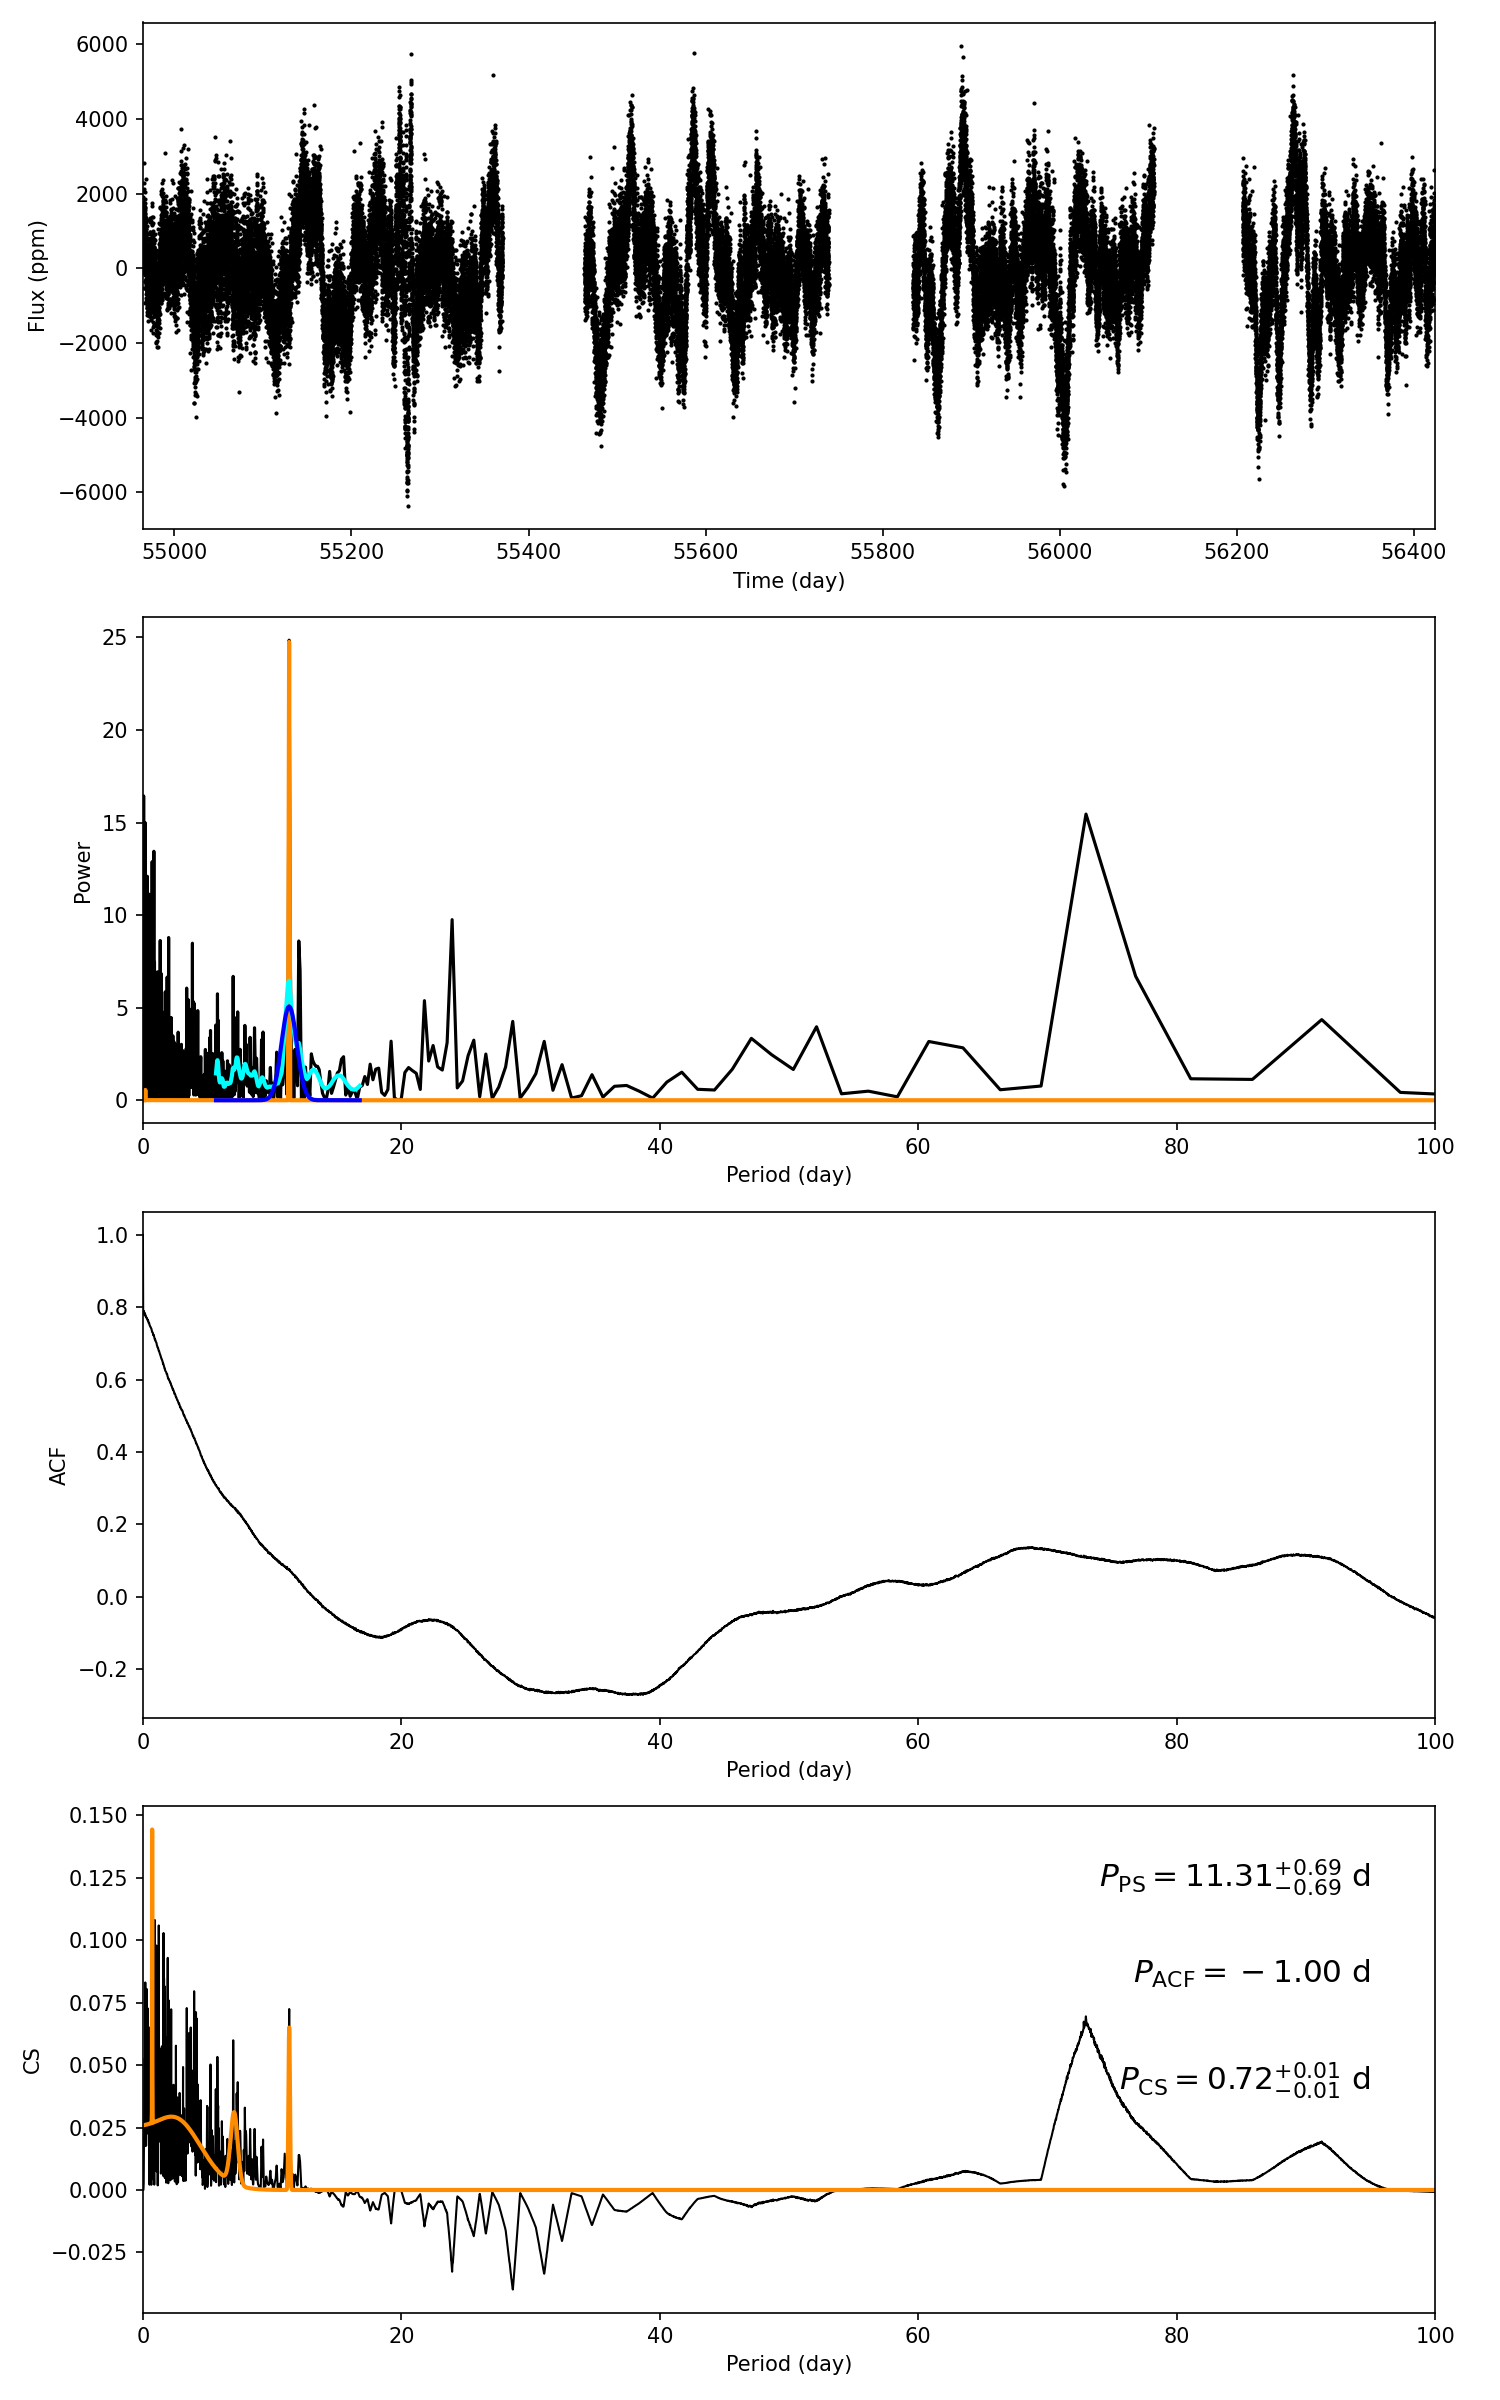 6000
4000
2000
0
−2000
−4000
−6000
Flux (ppm)
55000 55200 55400 55600 55800 56000 56200 56400
Time (day)
25
20
15
10
5
0
Power
0 20 40 60 80 100
Period (day)
1.0
0.8
0.6
0.4
0.2
0.0
−0.2
ACF
0 20 40 60 80 100
Period (day)
0.150
0.125
0.100
0.075
0.050
0.025
0.000
−0.025
CS
P_PS = 11.31^{+0.69}_{−0.69} d
P_ACF = −1.00 d
P_CS = 0.72^{+0.01}_{−0.01} d
0 20 40 60 80 100
Period (day)